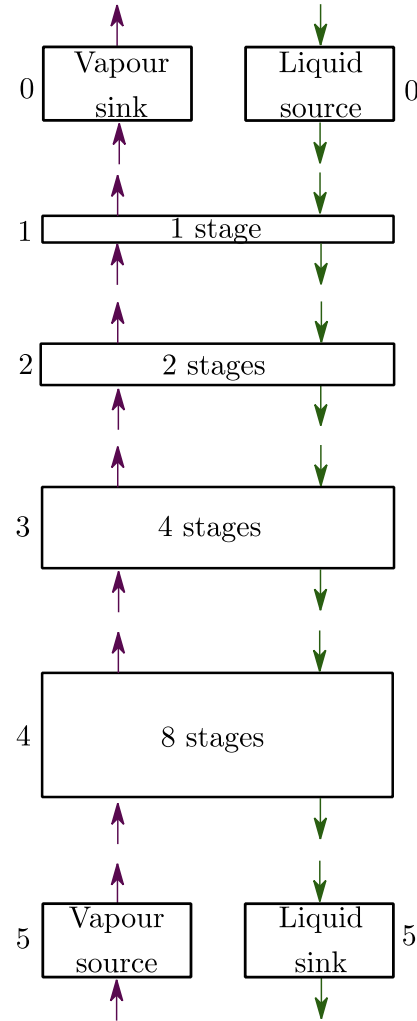 Vapour
sink
Liquid
source
0
0
1
1 stage
2
2 stages
3
4 stages
4
8 stages
Vapour
source
Liquid
sink
5
5